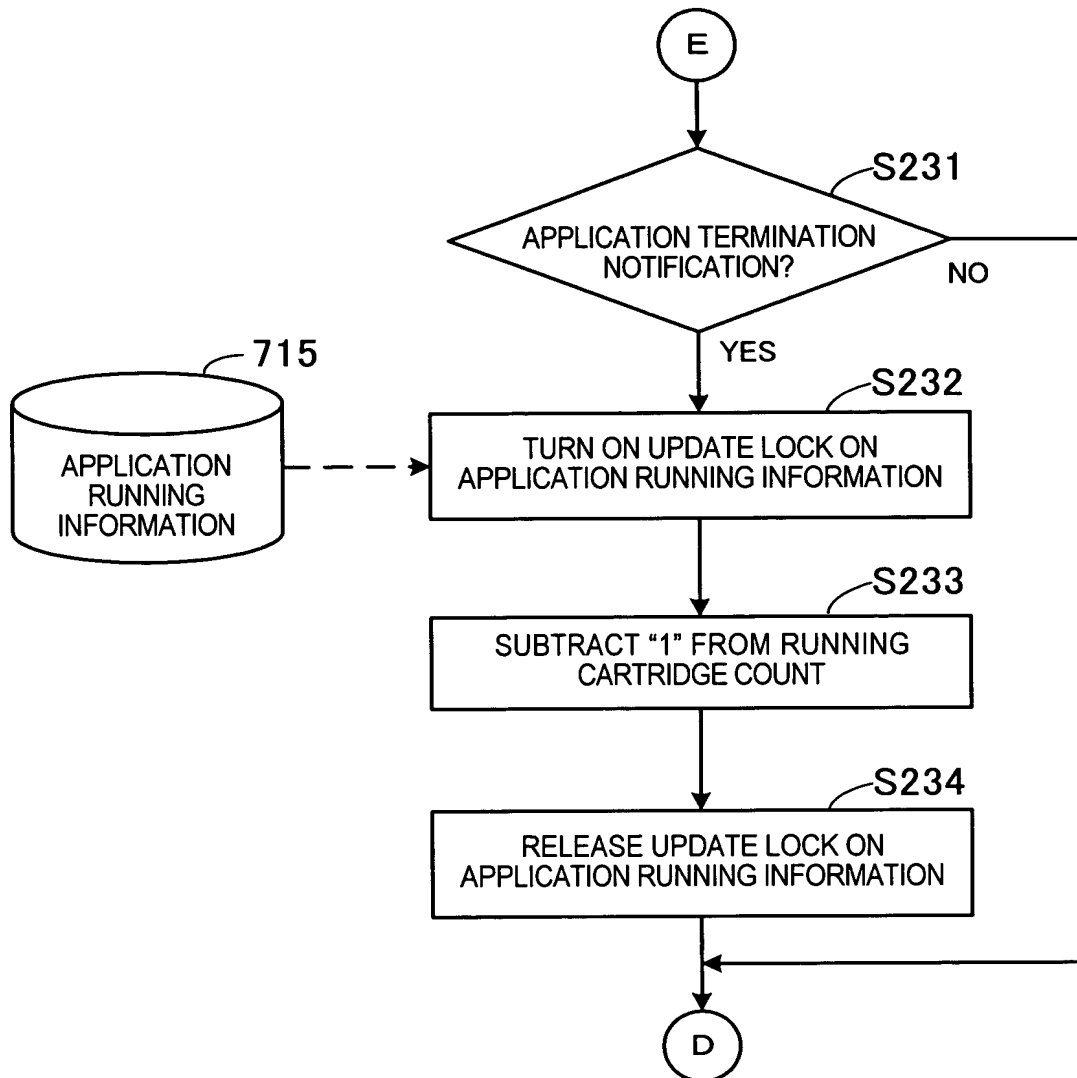 E
S231
APPLICATION TERMINATION
NOTIFICATION?
NO
YES
715
APPLICATION
RUNNING
INFORMATION
S232
TURN ON UPDATE LOCK ON
APPLICATION RUNNING INFORMATION
S233
SUBTRACT “1” FROM RUNNING
CARTRIDGE COUNT
S234
RELEASE UPDATE LOCK ON
APPLICATION RUNNING INFORMATION
D